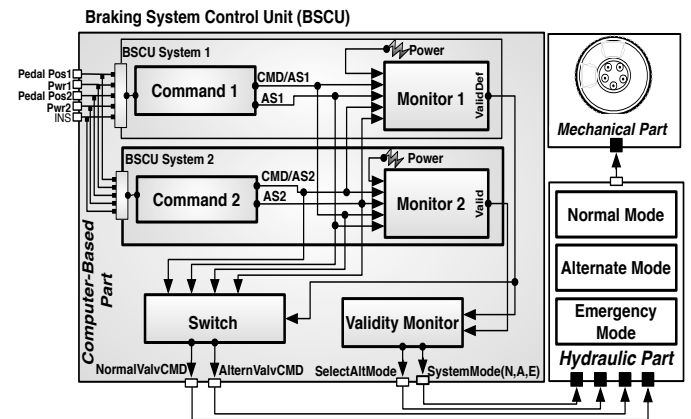 Braking System Control Unit (BSCU)
BSCU System 1
Power
Pedal Pos1
Pwr1
Pedal Pos2
Pwr2
INS
Command 1
CMD/AS1
AS1
Monitor 1
ValidDef
Mechanical Part
BSCU System 2
Power
Command 2
CMD/AS2
AS2
Monitor 2
Valid
Normal Mode
Alternate Mode
Emergency
Mode
Hydraulic Part
Computer-Based
Part
Switch
Validity Monitor
NormalValvCMD
AlternValvCMD
SelectAltMode
SystemMode(N,A,E)